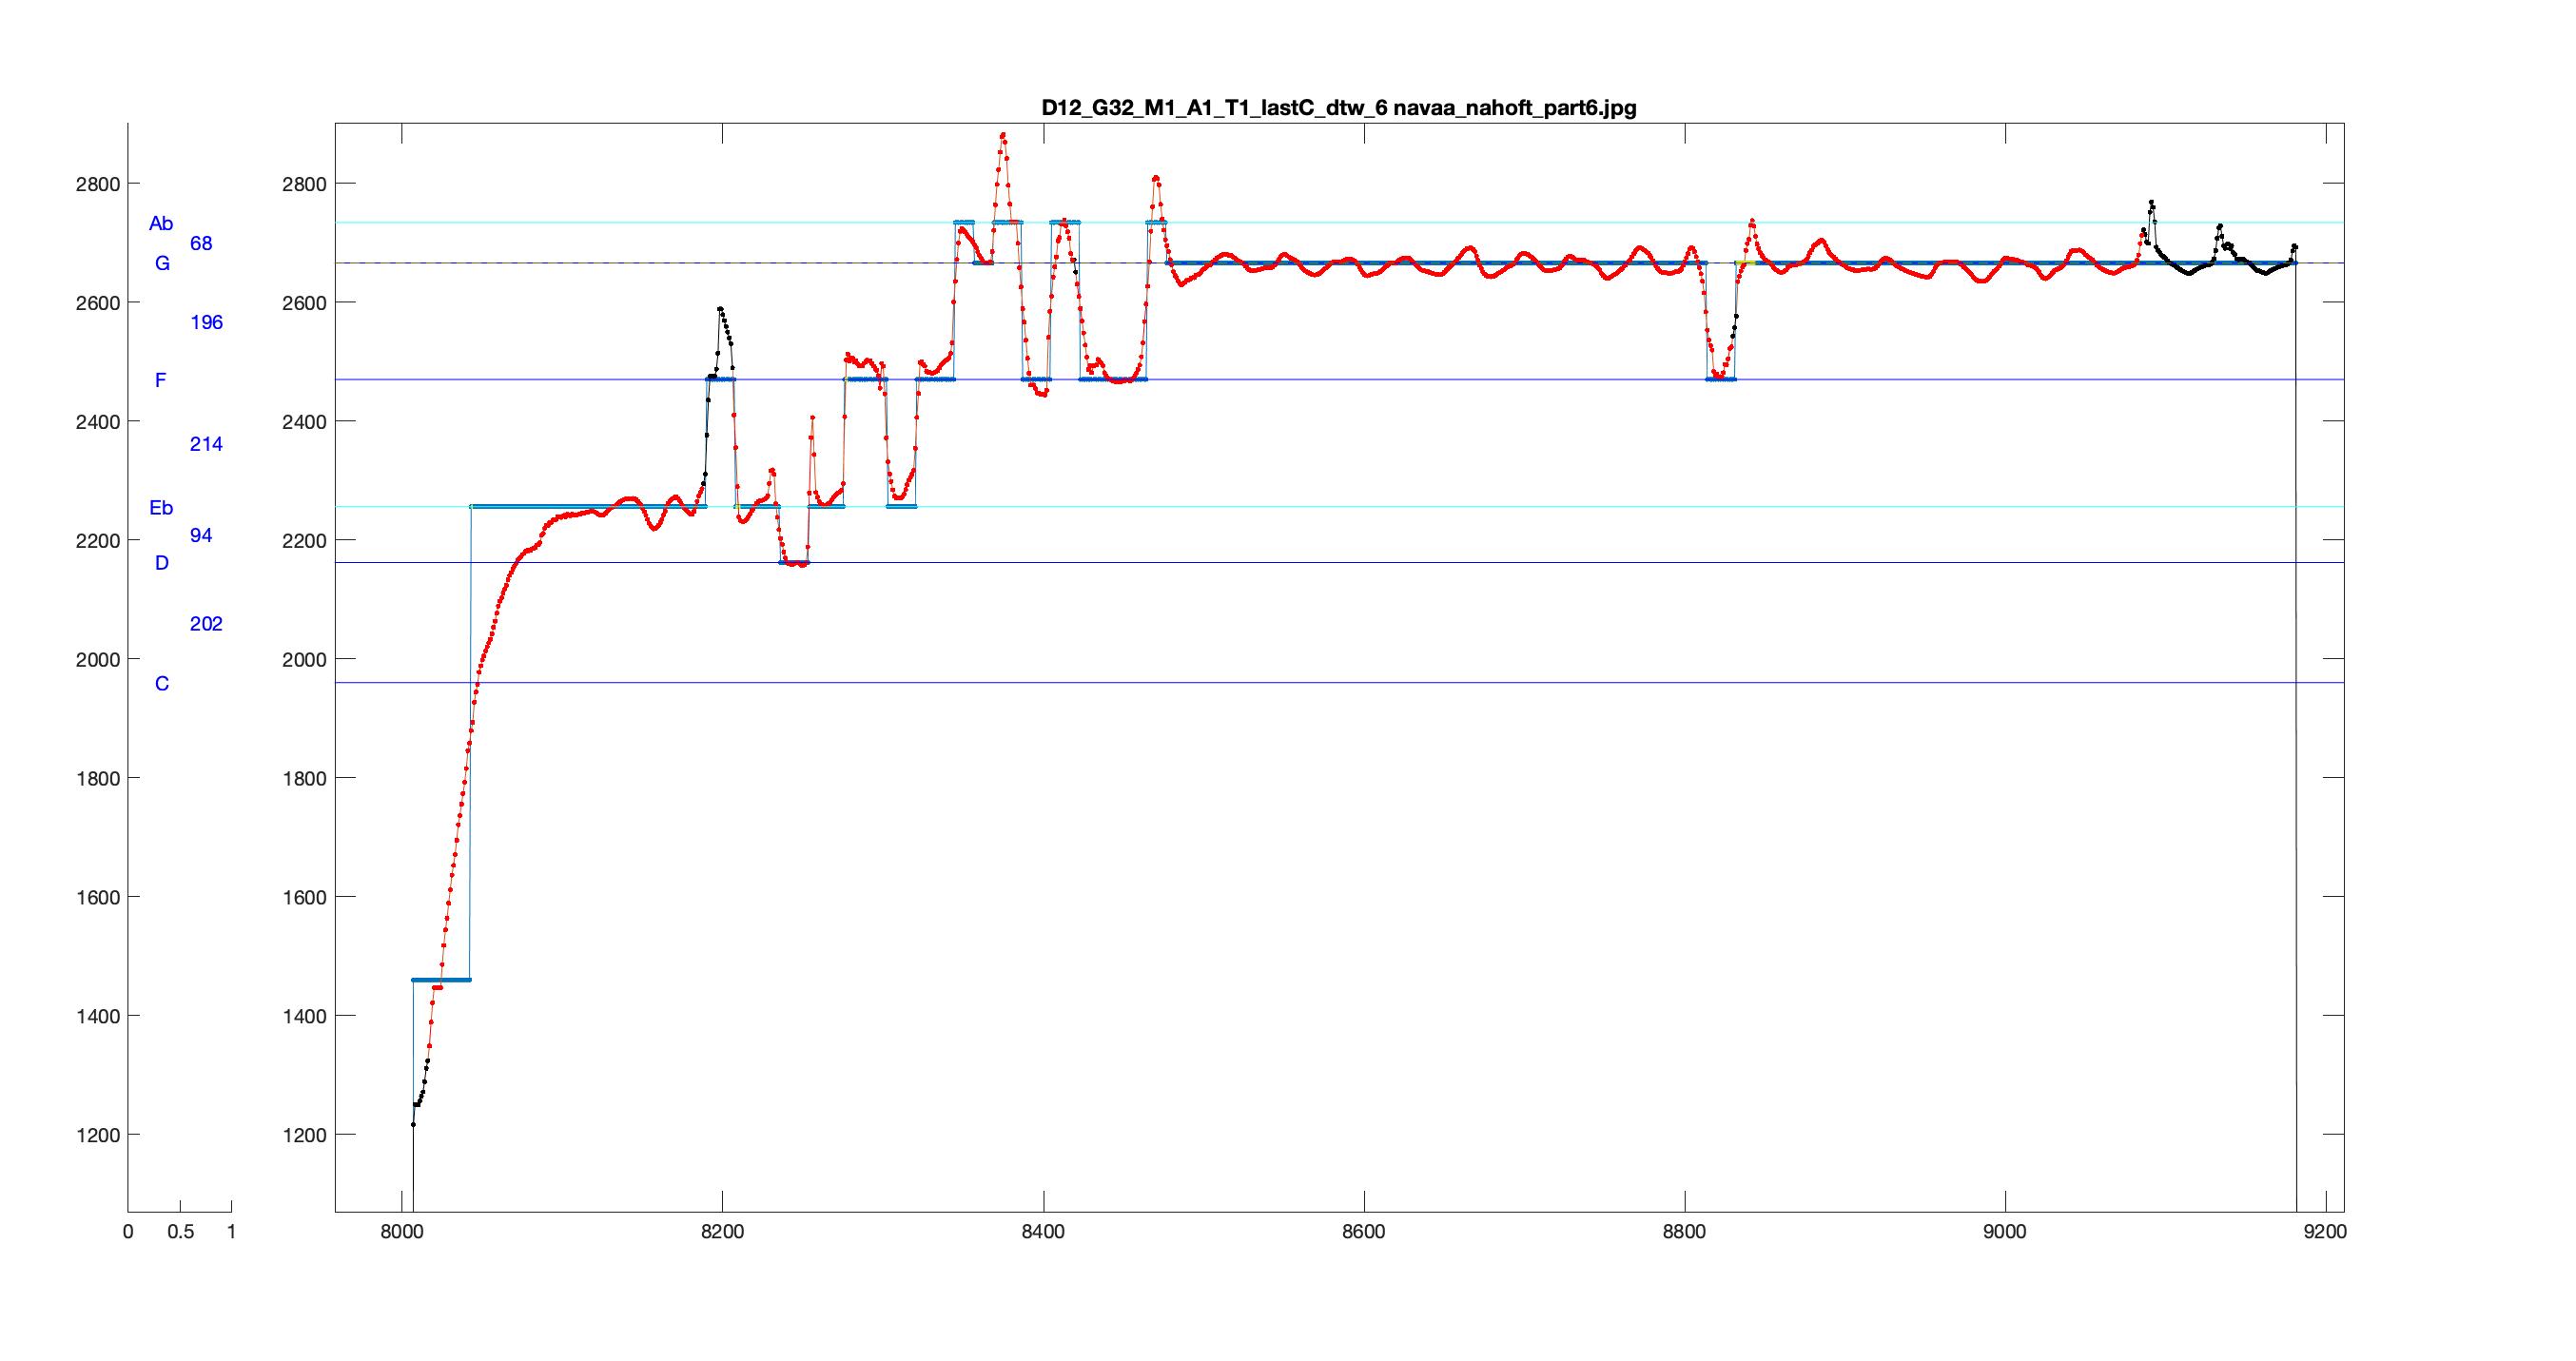 D12_G32_M1_A1_T1_lastC_dtw_6 navaa_nahoft_part6.jpg
2800 2800
Ab
68
G
2600 2600
196
F
2400 2400
214
Eb
94
2200 2200
D
202
2000 2000
C
1800 1800
1600 1600
1400 1400
1200 1200
0 0.5 1 8000 8200 8400 8600 8800 9000 9200